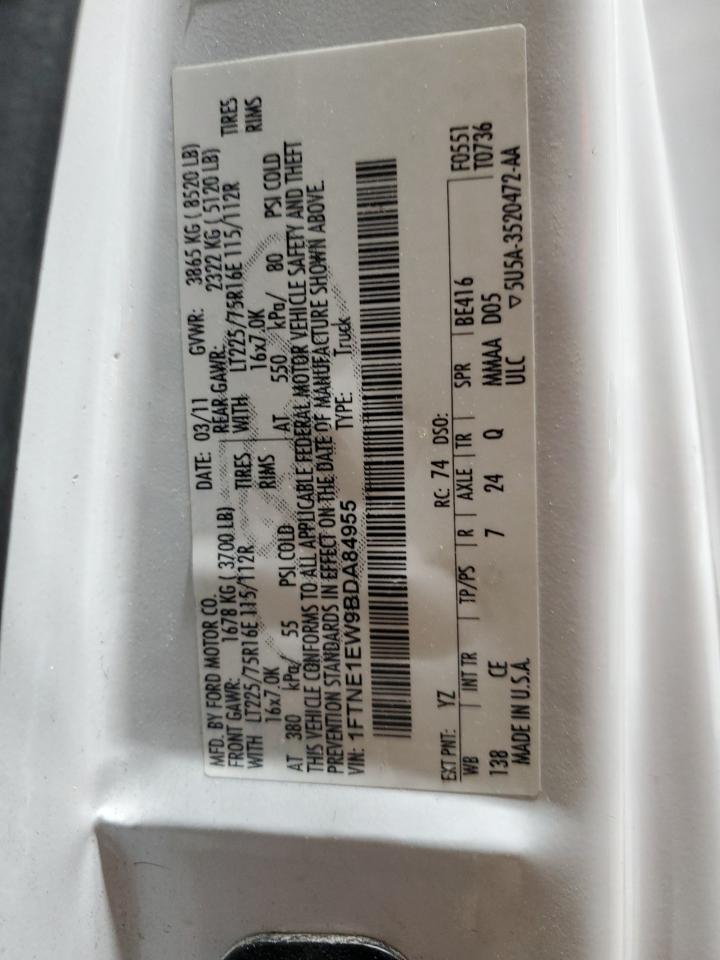 MFD. BY FORD MOTOR CO.
DATE: 03/11 GVWR: 3865 KG ( 8520 LB)
FRONT GAWR: 1678 KG ( 3700 LB) REAR GAWR: 2322 KG ( 5120 LB)
WITH LT225/75R16E 115/112R TIRES WITH LT225/75R16E 115/112R TIRES
16x7.0K RIMS 16x7.0K RIMS
AT 380 kPa/ 55 PSI COLD AT 550 kPa/ 80 PSI COLD
THIS VEHICLE CONFORMS TO ALL APPLICABLE FEDERAL MOTOR VEHICLE SAFETY AND THEFT
PREVENTION STANDARDS IN EFFECT ON THE DATE OF MANUFACTURE SHOWN ABOVE.
VIN: 1FTNE1EW9BDA84955 TYPE: Truck
EXT PNT: YZ RC: 74 DSO: F0551
WB INT TR TP/PS R AXLE TR SPR BE416 T0736
138 CE 7 24 Q MMAA D05
MADE IN U.S.A. ULC ▽5U5A-3520472-AA